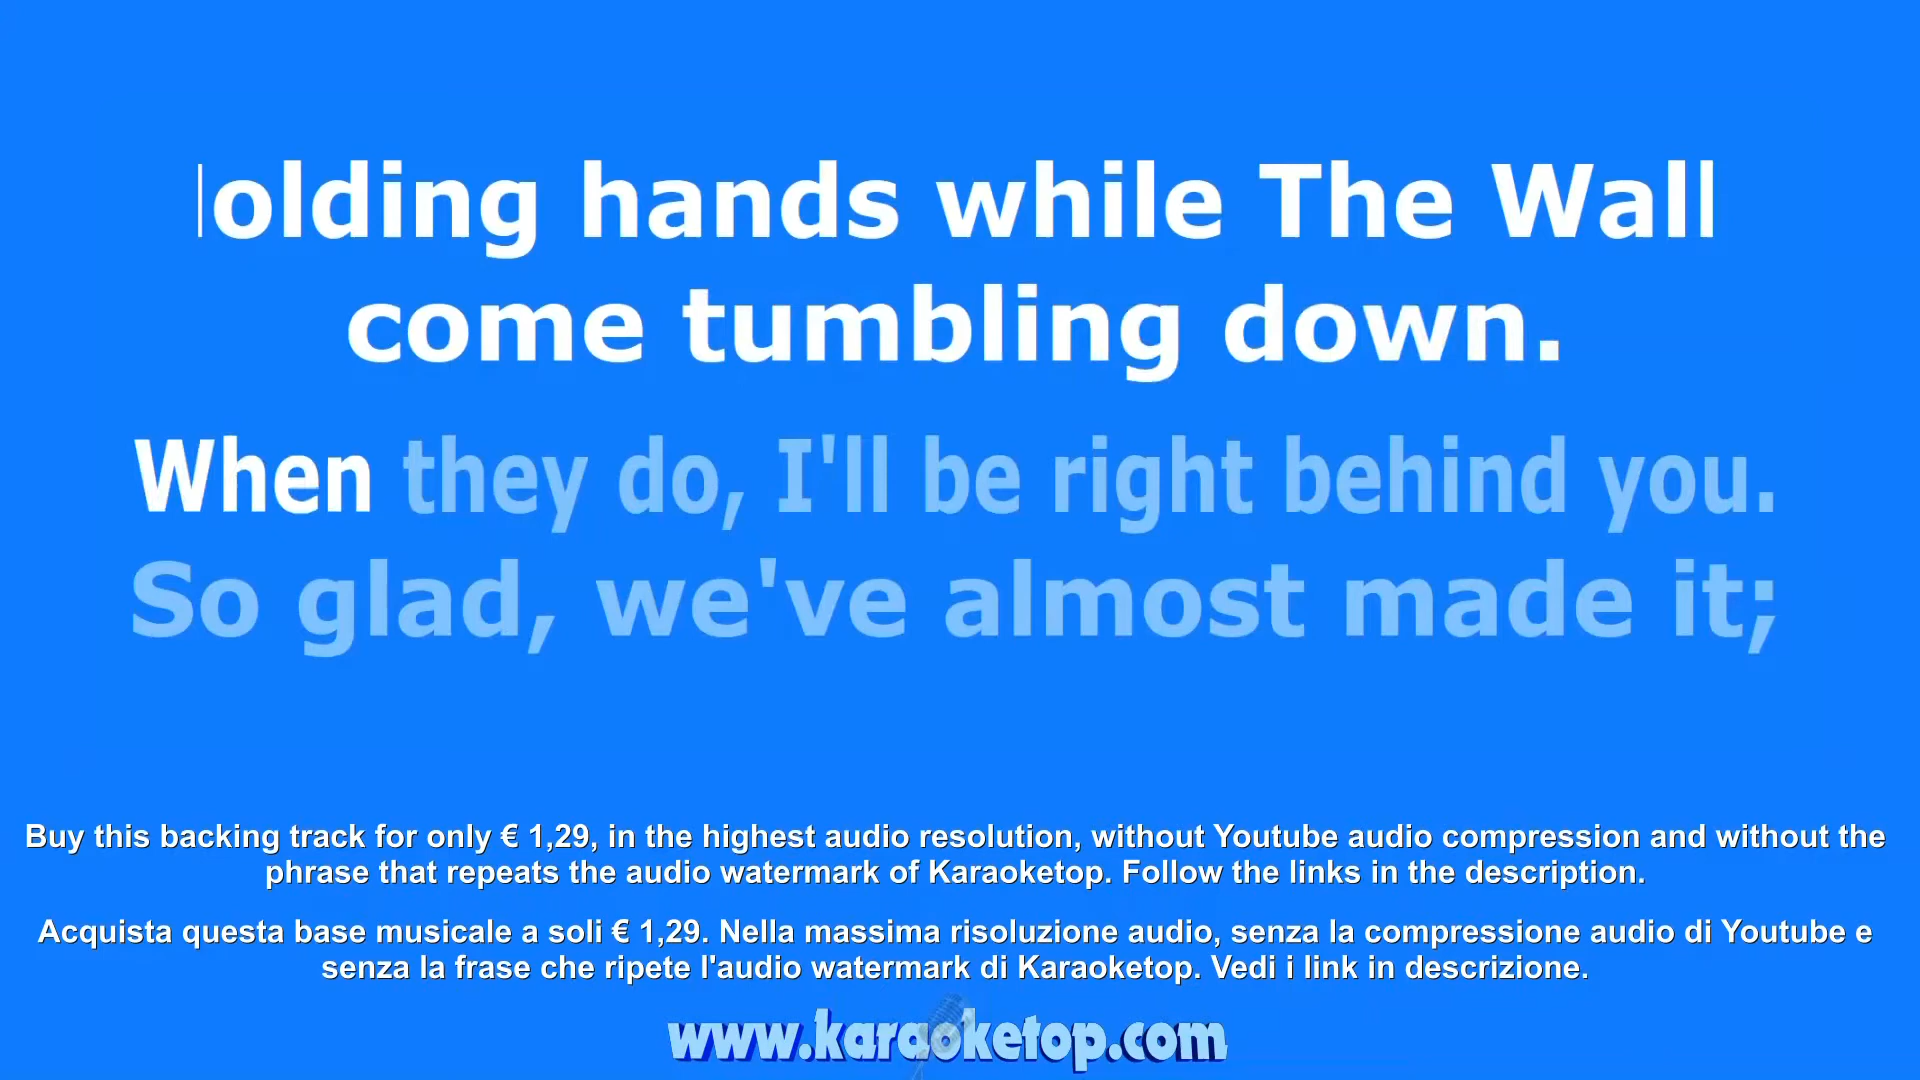 olding hands while The Wall
come tumbling down.
When they do, I'll be right behind you.
So glad, we've almost made it;
Buy this backing track for only € 1,29, in the highest audio resolution, without Youtube audio compression and without the
phrase that repeats the audio watermark of Karaoketop. Follow the links in the description.
Acquista questa base musicale a soli € 1,29. Nella massima risoluzione audio, senza la compressione audio di Youtube e
senza la frase che ripete l'audio watermark di Karaoketop. Vedi i link in descrizione.
www.karaoketop.com